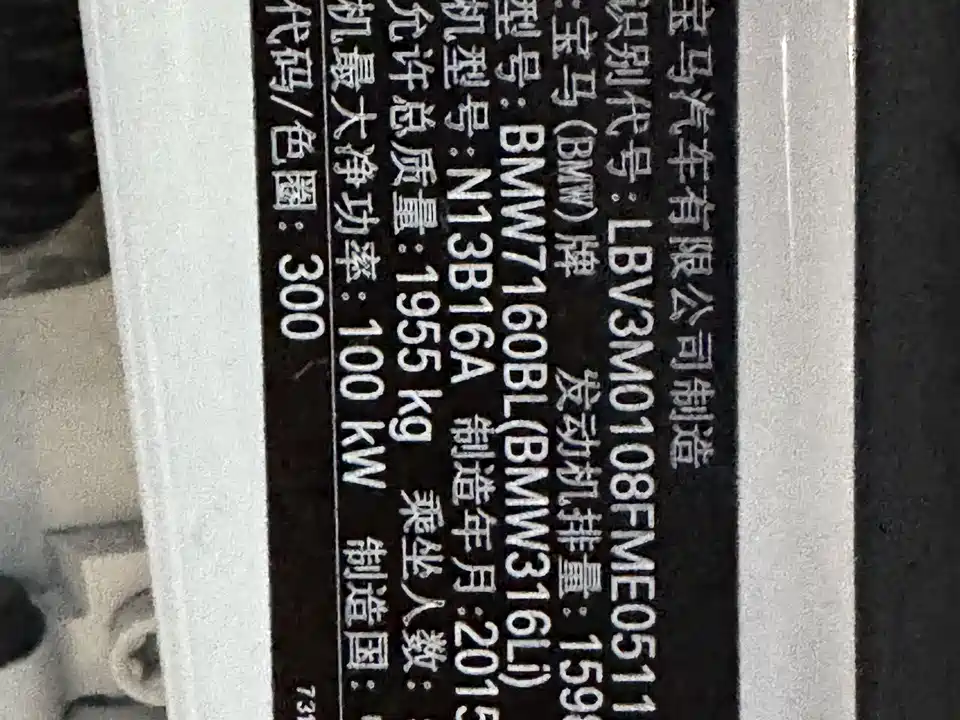 宝马汽车有限公司制造
识别代号:LBV3M0108FME0511
:宝马(BMW)牌 发动机排量:159
型号:BMW7160BL(BMW316Li)
机型号:N13B16A 制造年月:2015
允许总质量:1955 kg 乘坐人数:
机最大净功率:100 kW 制造国:
代码/色圈:300
731